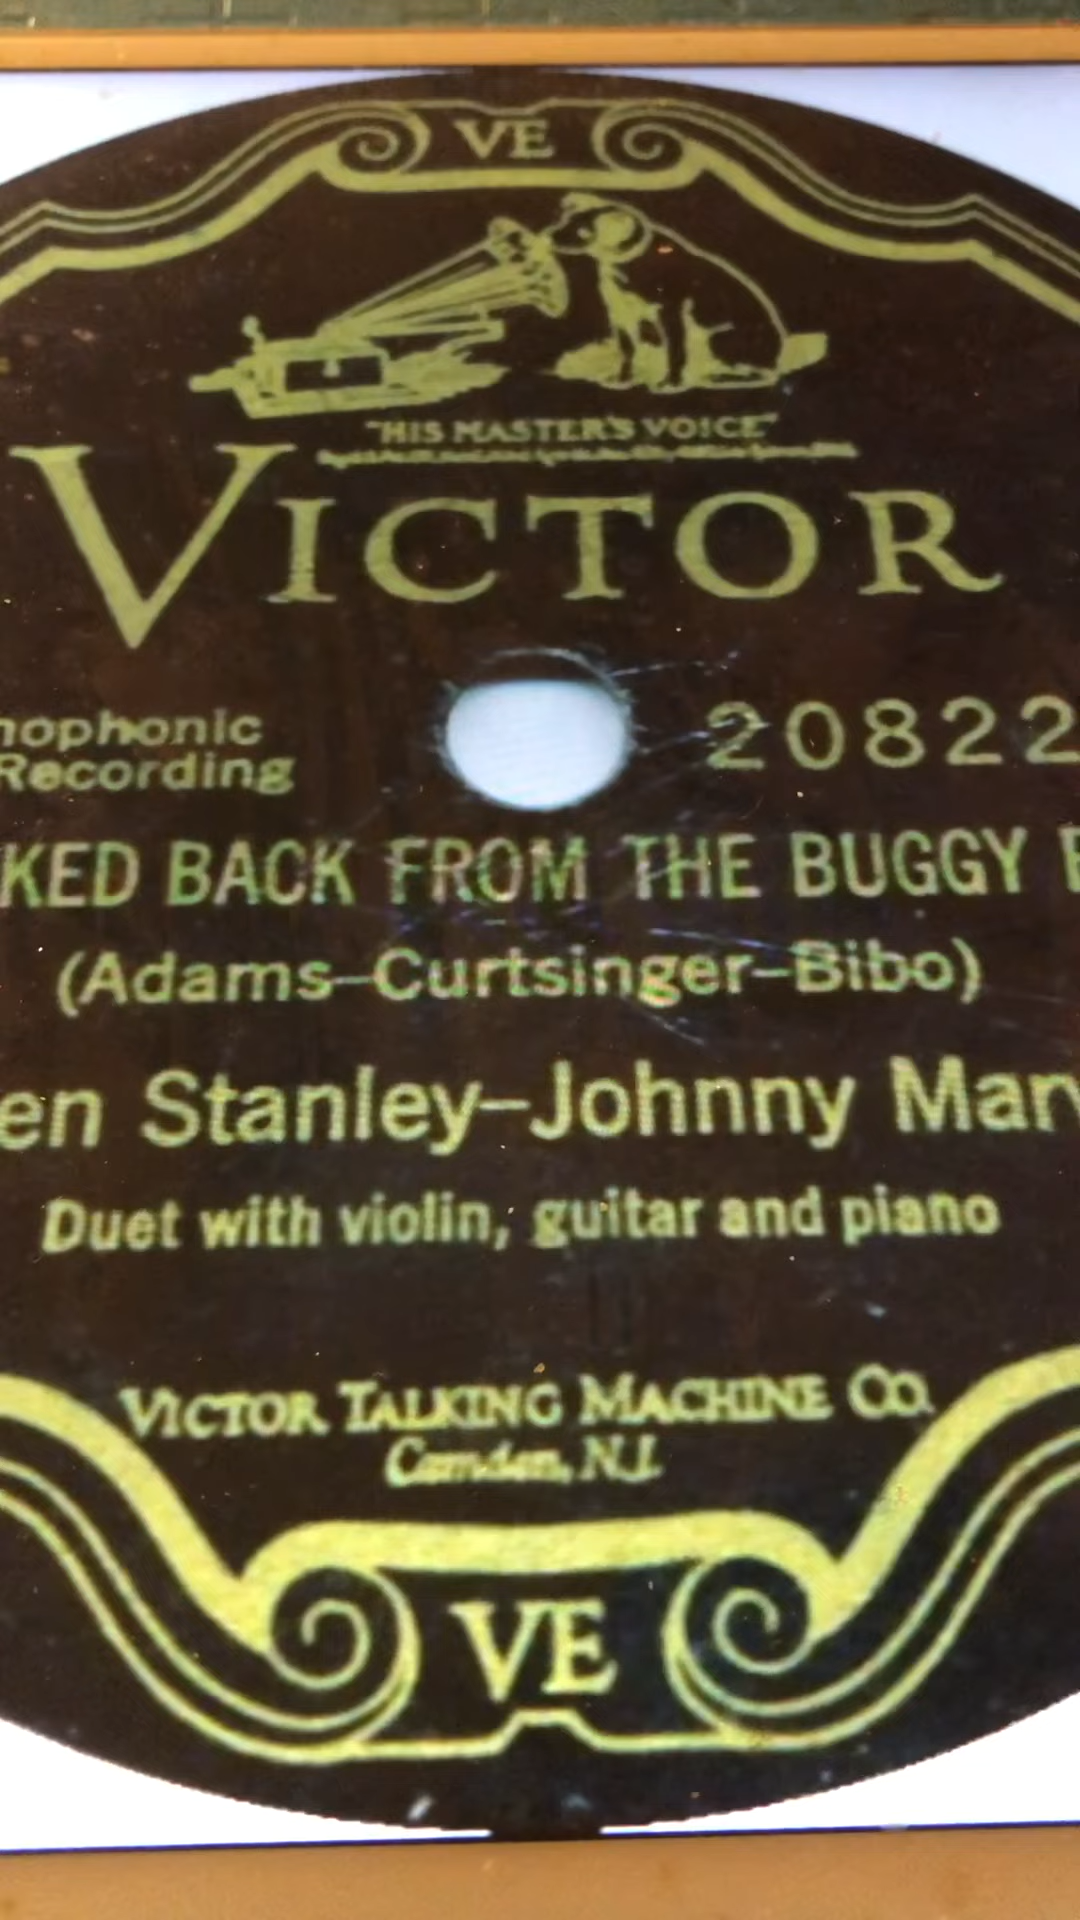 VE
"HIS MASTER'S VOICE"
VICTOR
nophonic
Recording
20822
KED BACK FROM THE BUGGY
(Adams–Curtsinger–Bibo)
en Stanley–Johnny Marv
Duet with violin, guitar and piano
VICTOR TALKING MACHINE CO.
Camden, N.J.
VE